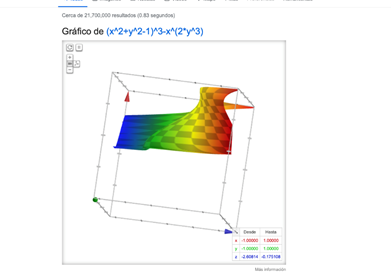 Cerca de 21,700,000 resultados (0.83 segundos)
Gráfico de (x^2+y^2-1)^3-x^(2*y^3)
Desde Hasta
x -1.00000 1.00000
y -1.00000 1.00000
z -2.60814 -0.175108
Más información